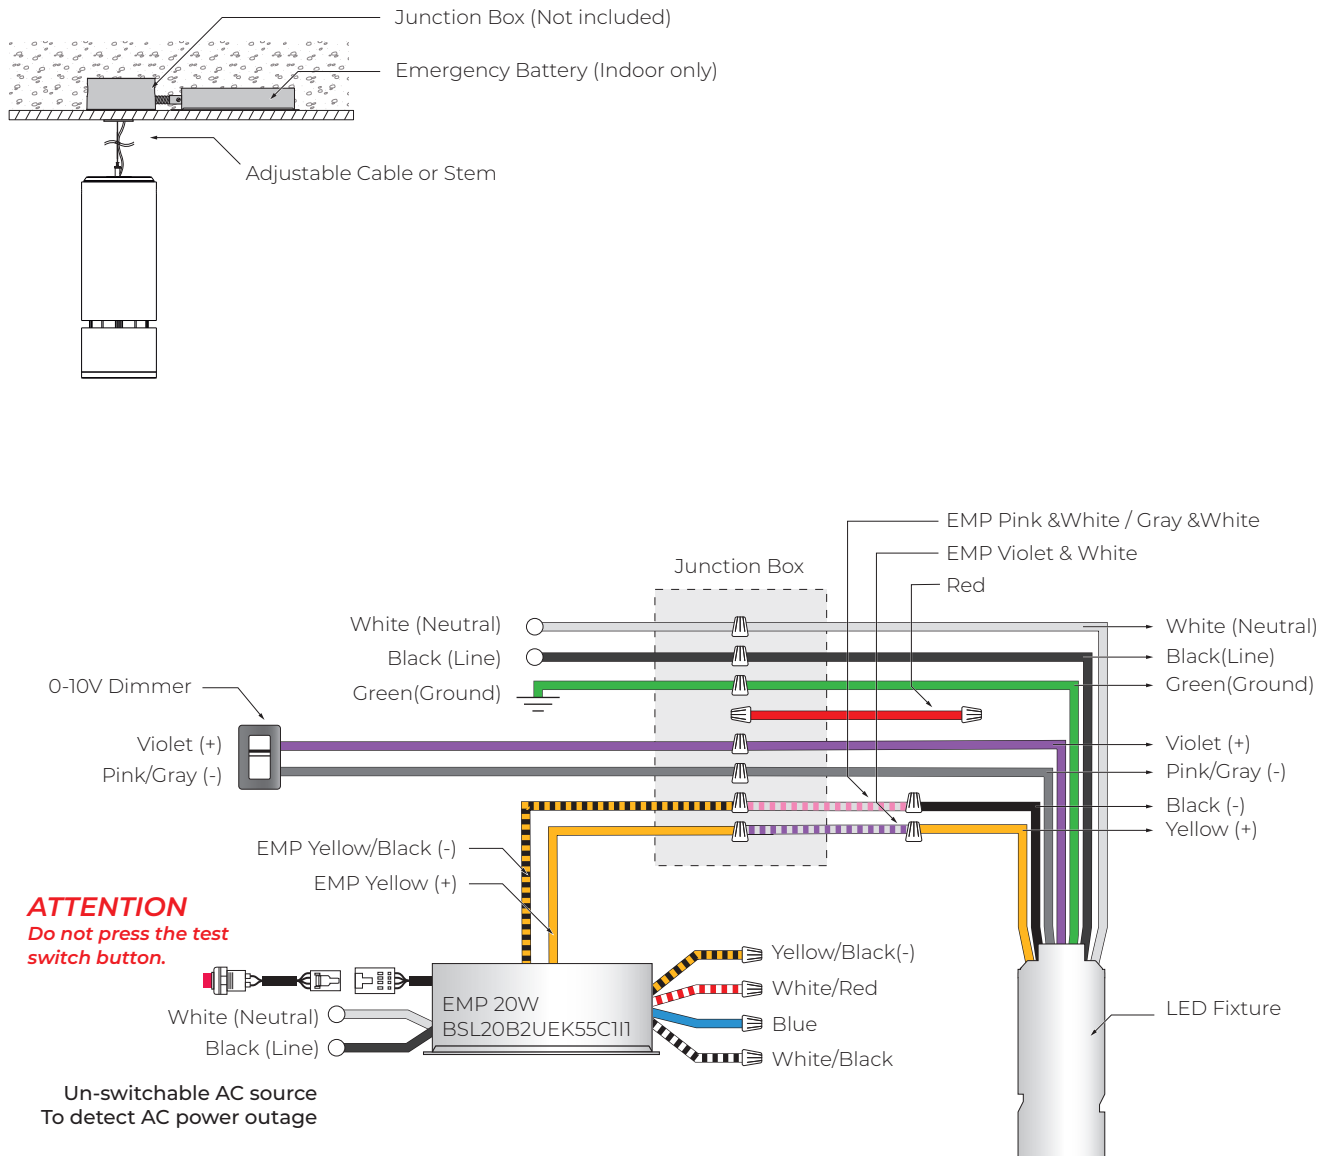 Junction Box (Not included)
Emergency Battery (Indoor only)
Adjustable Cable or Stem
EMP Pink &White / Gray &White
EMP Violet & White
Red
Junction Box
White (Neutral)
Black (Line)
Green(Ground)
0-10V Dimmer
Violet (+)
Pink/Gray (-)
White (Neutral)
Black(Line)
Green(Ground)
Violet (+)
Pink/Gray (-)
Black (-)
Yellow (+)
EMP Yellow/Black (-)
EMP Yellow (+)
ATTENTION
Do not press the test
switch button.
White (Neutral)
Black (Line)
EMP 20W
BSL20B2UEK55C1I1
Yellow/Black(-)
White/Red
Blue
White/Black
LED Fixture
Un-switchable AC source
To detect AC power outage